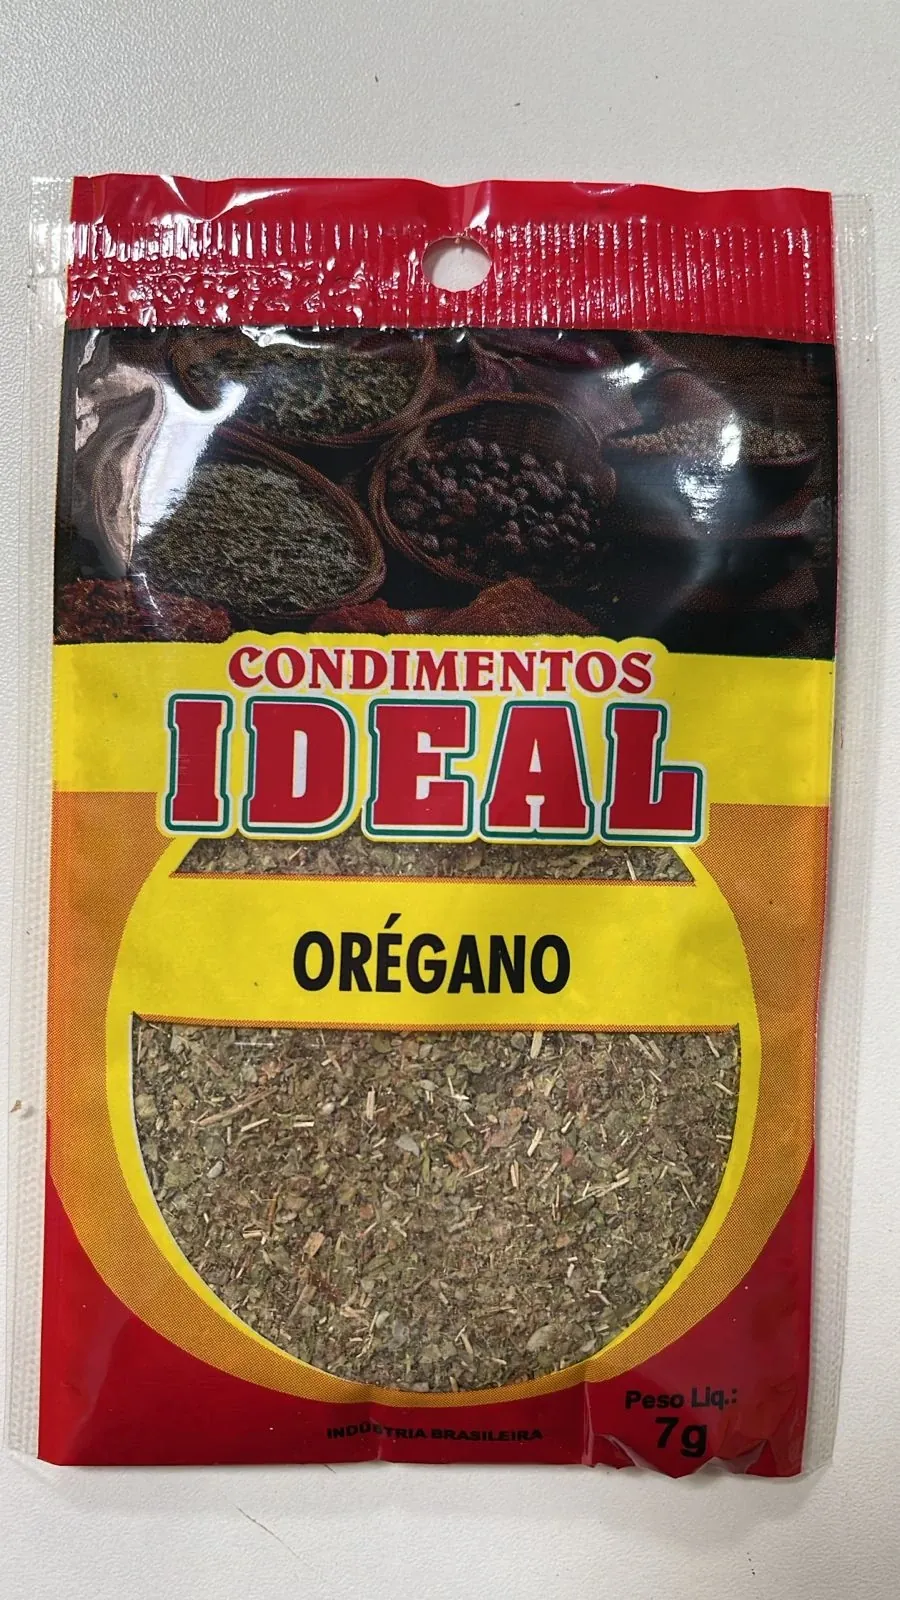 CONDIMENTOS
IDEAL
ORÉGANO
Peso Líq.:
7g
INDÚSTRIA BRASILEIRA